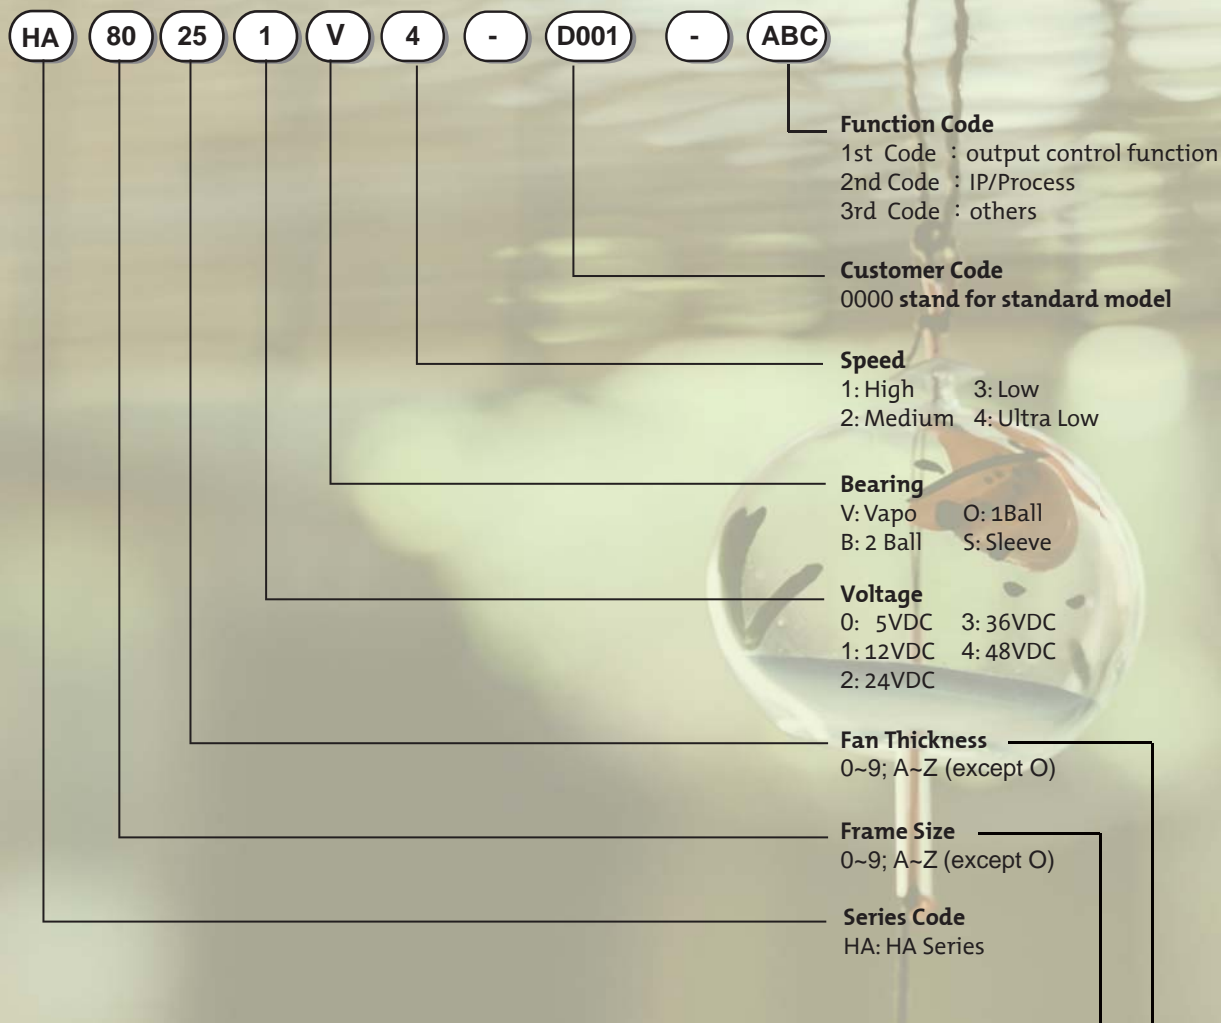 HA 80 25 1 V 4 - D001 - ABC
Function Code
1st Code : output control function
2nd Code : IP/Process
3rd Code : others
Customer Code
0000 stand for standard model
Speed
1: High 3: Low
2: Medium 4: Ultra Low
Bearing
V: Vapo O: 1Ball
B: 2 Ball S: Sleeve
Voltage
0: 5VDC 3: 36VDC
1: 12VDC 4: 48VDC
2: 24VDC
Fan Thickness
0~9; A~Z (except O)
Frame Size
0~9; A~Z (except O)
Series Code
HA: HA Series